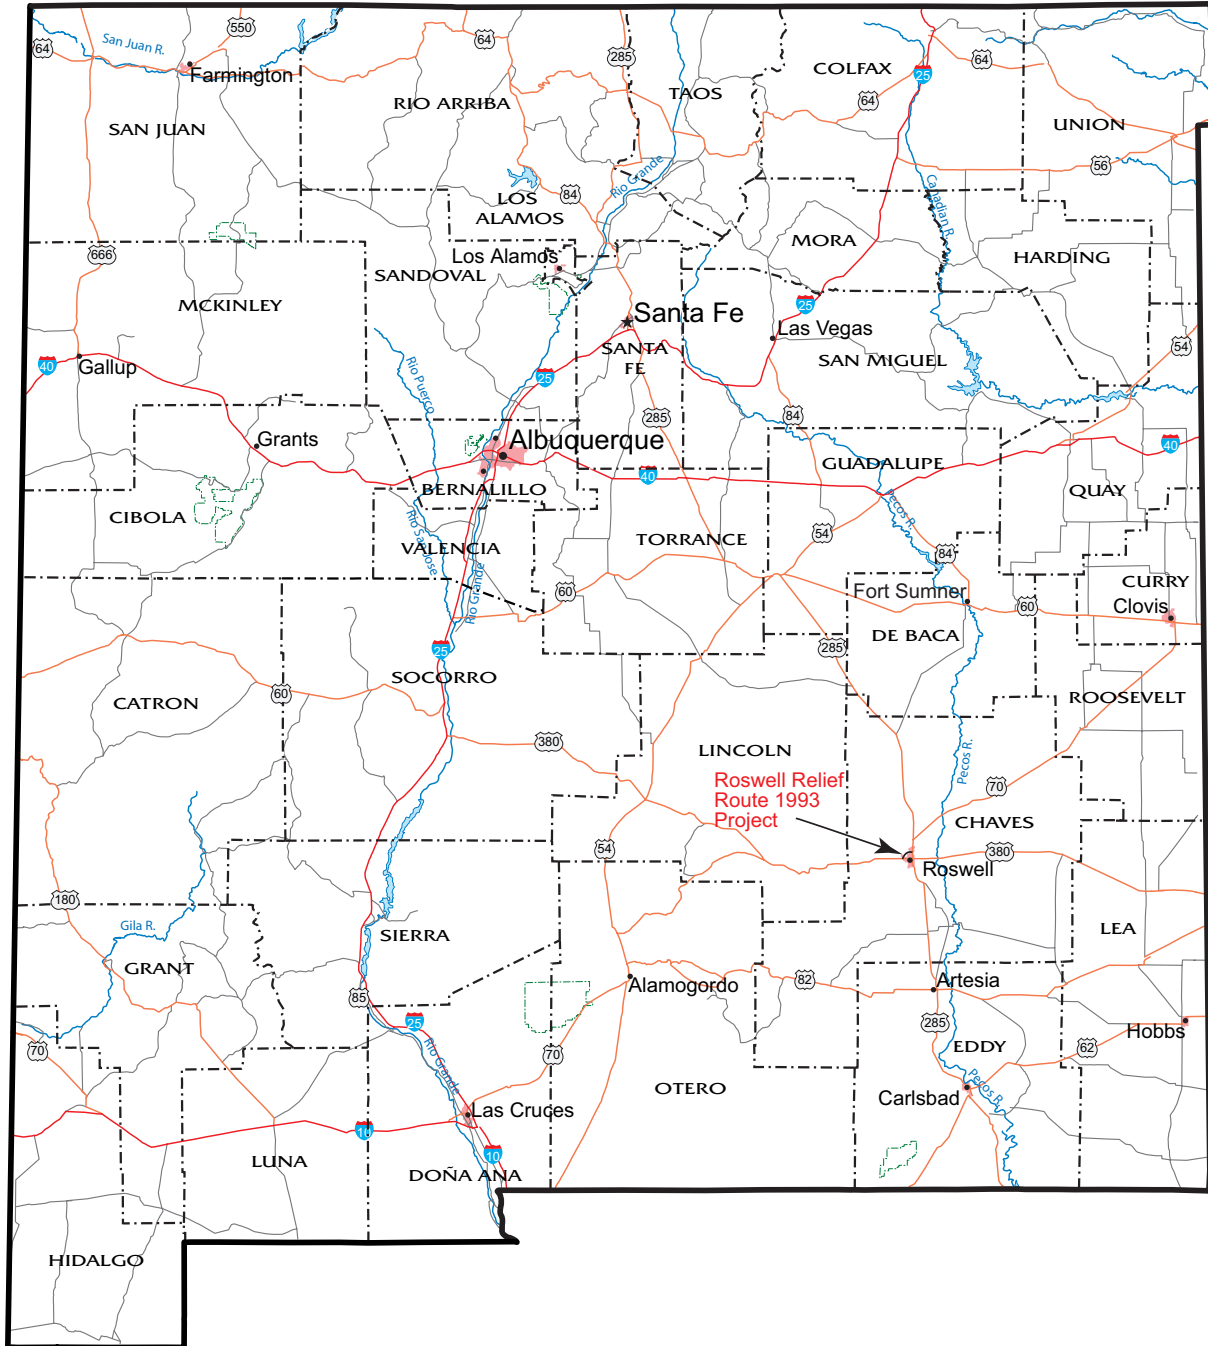 550
64
San Juan R.
Farmington
64
285
TAOS
COLFAX
25
64
64
RIO ARRIBA
SAN JUAN
UNION
56
Rio Grande
84
LOS
ALAMOS
Canadian R.
MORA
666
Los Alamos
SANDOVAL
HARDING
MCKINLEY
25
Santa Fe
Las Vegas
54
SANTA
FE
SAN MIGUEL
40
Gallup
Rio Puerco
25
285
84
Grants
Albuquerque
40
GUADALUPE
40
BERNALILLO
QUAY
Pecos R.
CIBOLA
Rio San Jose
VALENCIA
TORRANCE
54
84
Rio Grande
60
Fort Sumner
60
CURRY
Clovis
DE BACA
25
285
SOCORRO
60
ROOSEVELT
CATRON
380
LINCOLN
Pecos R.
Roswell Relief
Route 1993
Project
70
CHAVES
54
380
Roswell
180
Gila R.
SIERRA
LEA
GRANT
Alamogordo
82
Artesia
85
25
285
Hobbs
70
Rio Grande
70
EDDY
62
OTERO
Carlsbad
Pecos R.
Las Cruces
10
10
LUNA
DOÑA ANA
HIDALGO